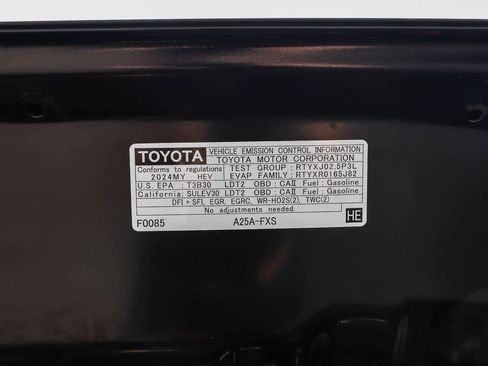 TOYOTA VEHICLE EMISSION CONTROL INFORMATION
TOYOTA MOTOR CORPORATION
Conforms to regulations TEST GROUP : RTYXJ02.5P3L
2024MY HEV EVAP FAMILY : RTYXR0165J82
U.S. EPA : T3B30 LDT2 OBD : CAII Fuel : Gasoline
California: SULEV30 LDT2 OBD : CAII Fuel : Gasoline
DFI + SFI, EGR, EGRC, WR-HO2S(2), TWC(2)
No adjustments needed.
F0085 A25A-FXS HE